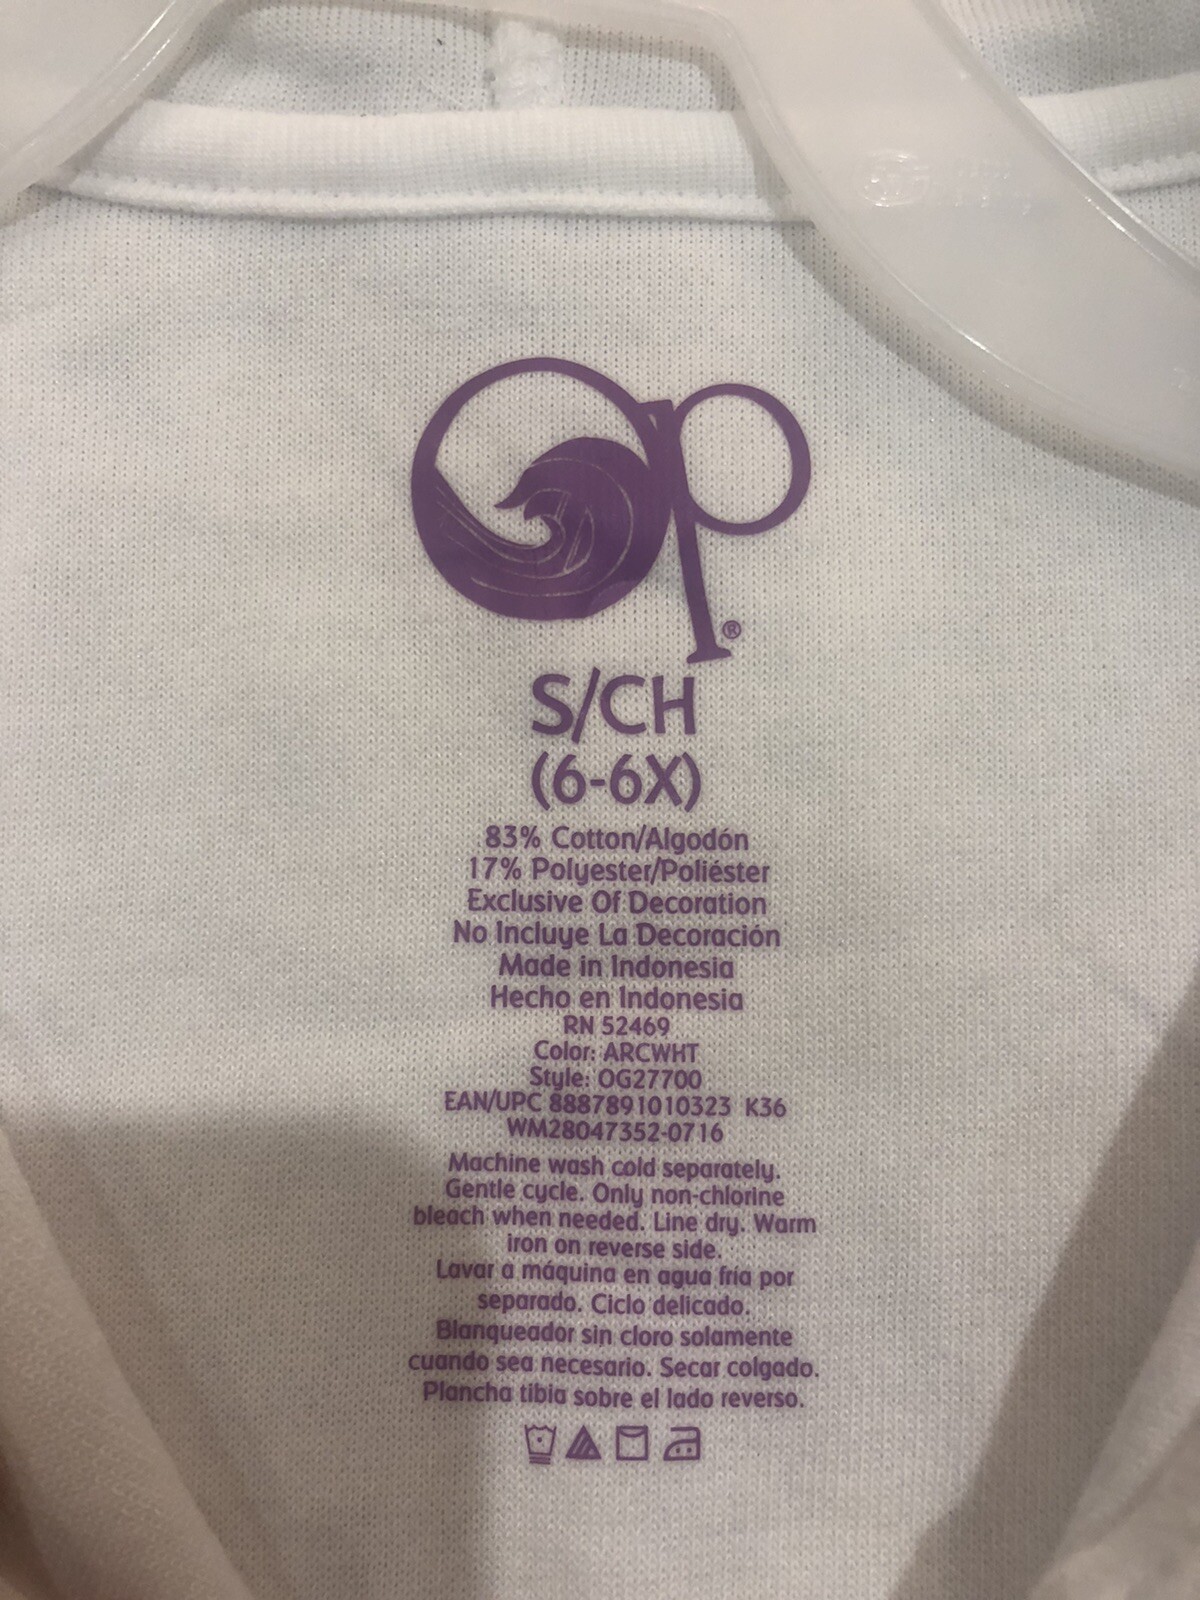 Op®
S/CH
(6-6X)
83% Cotton/Algodón
17% Polyester/Poliéster
Exclusive Of Decoration
No Incluye La Decoración
Made in Indonesia
Hecho en Indonesia
RN 52469
Color: ARCWHT
Style: OG27700
EAN/UPC 8887891010323 K36
WM28047352-0716
Machine wash cold separately.
Gentle cycle. Only non-chlorine
bleach when needed. Line dry. Warm
iron on reverse side.
Lavar a máquina en agua fría por
separado. Ciclo delicado.
Blanqueador sin cloro solamente
cuando sea necesario. Secar colgado.
Plancha tibia sobre el lado reverso.